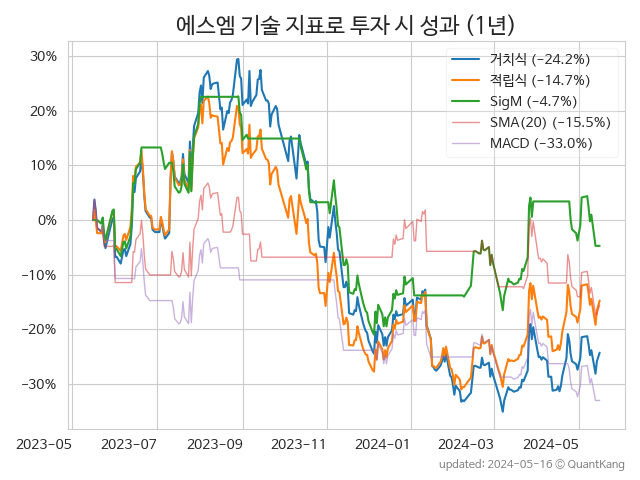 에스엠 기술 지표로 투자 시 성과 (1년)
거치식 (−24.2%)
적립식 (−14.7%)
SigM (−4.7%)
SMA(20) (−15.5%)
MACD (−33.0%)
30%
20%
10%
0%
−10%
−20%
−30%
2023−05
2023−07
2023−09
2023−11
2024−01
2024−03
2024−05
updated: 2024−05−16 ⓒ QuantKang